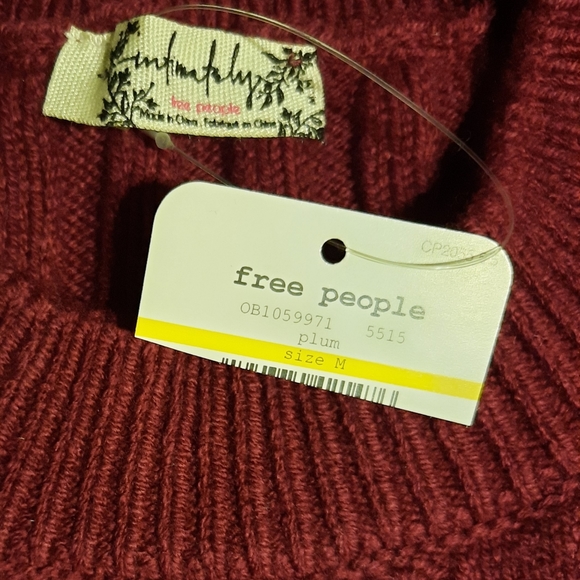 intimately
free people
Made in China. Fabriqué en Chine
free people
OB1059971 5515
plum
size M